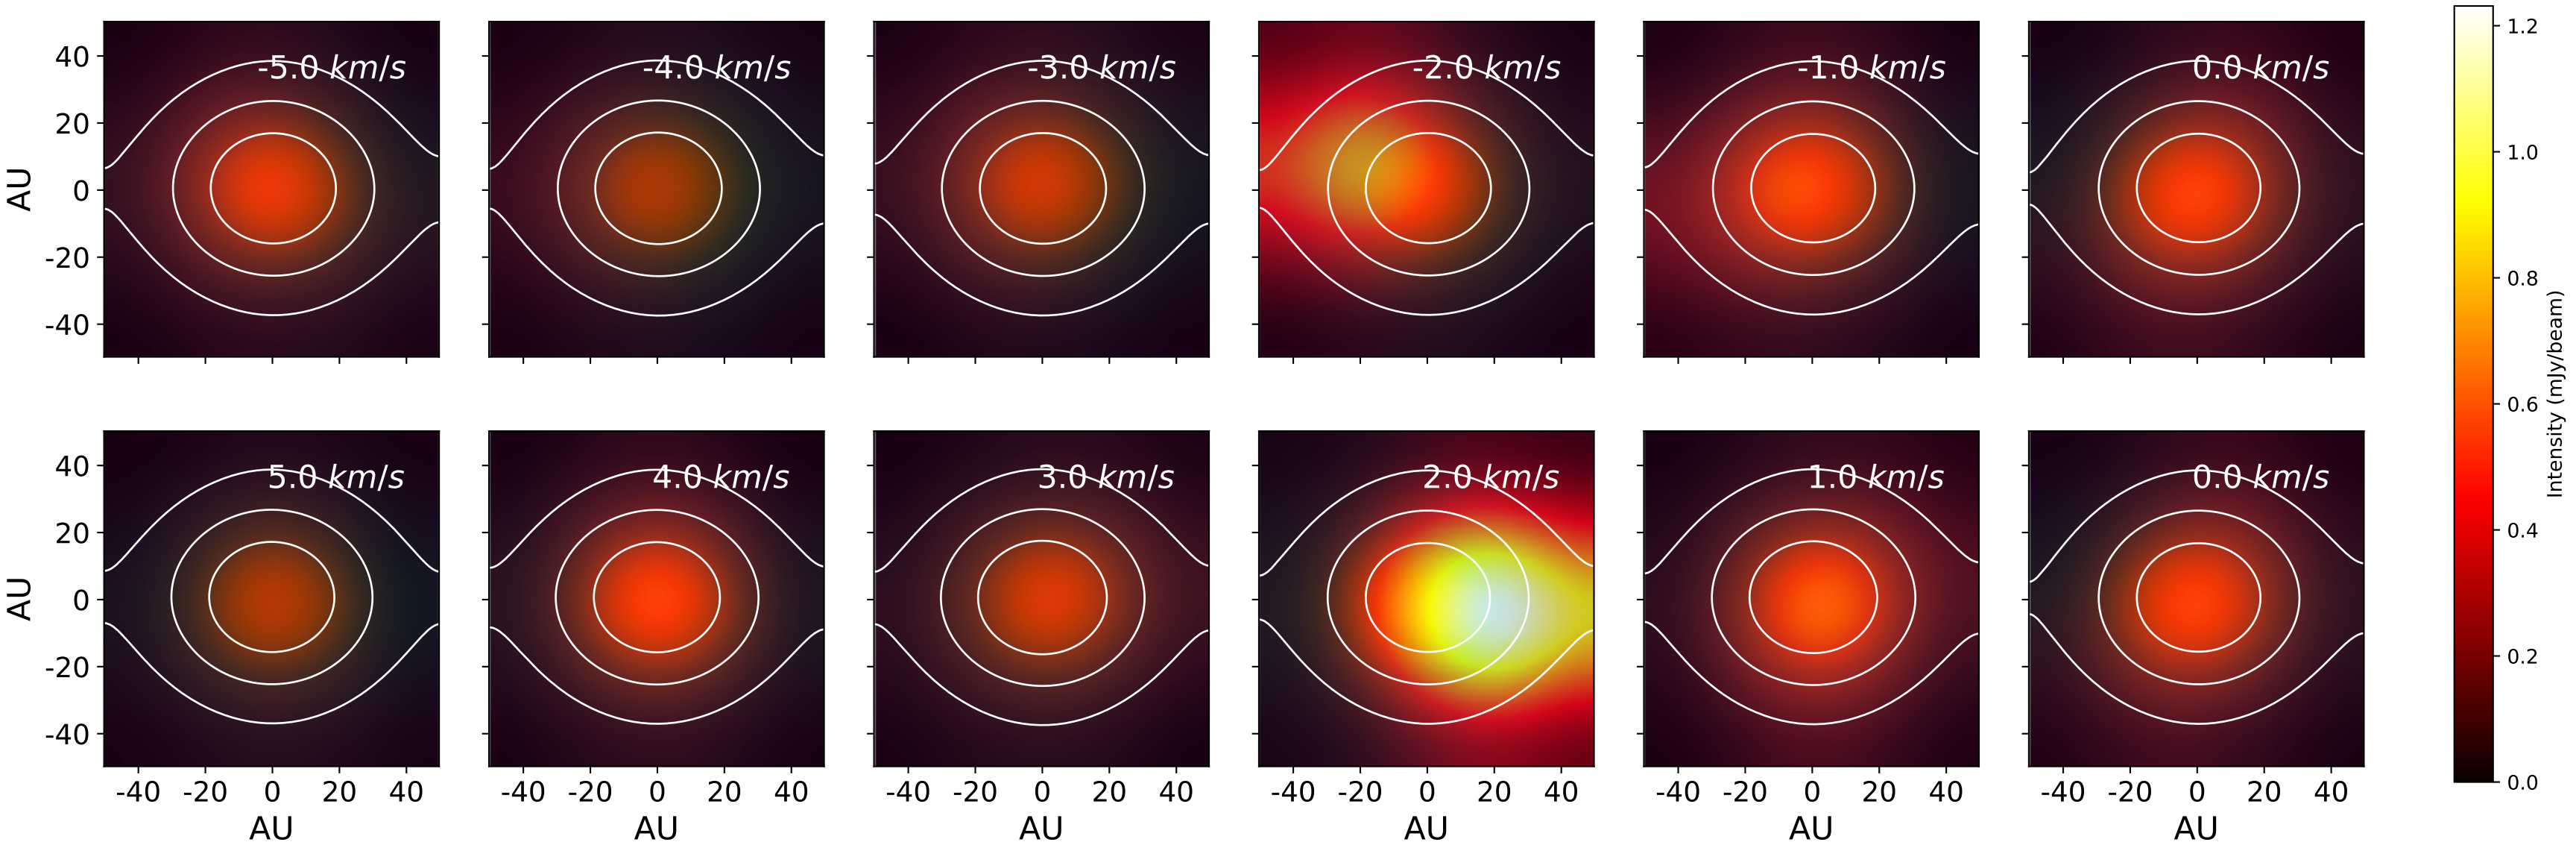 -5.0 km/s
-4.0 km/s
-3.0 km/s
-2.0 km/s
-1.0 km/s
0.0 km/s
40
20
0
-20
-40
AU
5.0 km/s
4.0 km/s
3.0 km/s
2.0 km/s
1.0 km/s
0.0 km/s
40
20
0
-20
-40
AU
-40 -20 0 20 40
-40 -20 0 20 40
-40 -20 0 20 40
-40 -20 0 20 40
-40 -20 0 20 40
-40 -20 0 20 40
AU
AU
AU
AU
AU
AU
1.2
1.0
0.8
0.6
0.4
0.2
0.0
Intensity (mJy/beam)